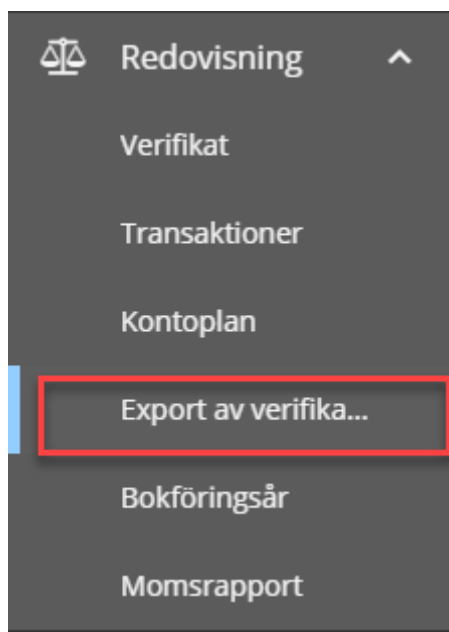 Redovisning
Verifikat
Transaktioner
Kontoplan
Export av verifika...
Bokföringsår
Momsrapport